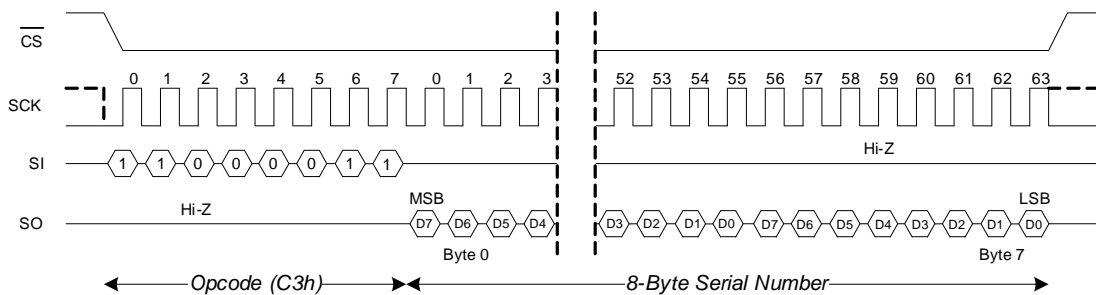 CS
0 1 2 3 4 5 6 7 0 1 2 3 52 53 54 55 56 57 58 59 60 61 62 63
SCK
Hi-Z
SI 1 1 0 0 0 0 1 1
Hi-Z MSB LSB
SO D7 D6 D5 D4 D3 D2 D1 D0 D7 D6 D5 D4 D3 D2 D1 D0
Byte 0 Byte 7
Opcode (C3h) 8-Byte Serial Number